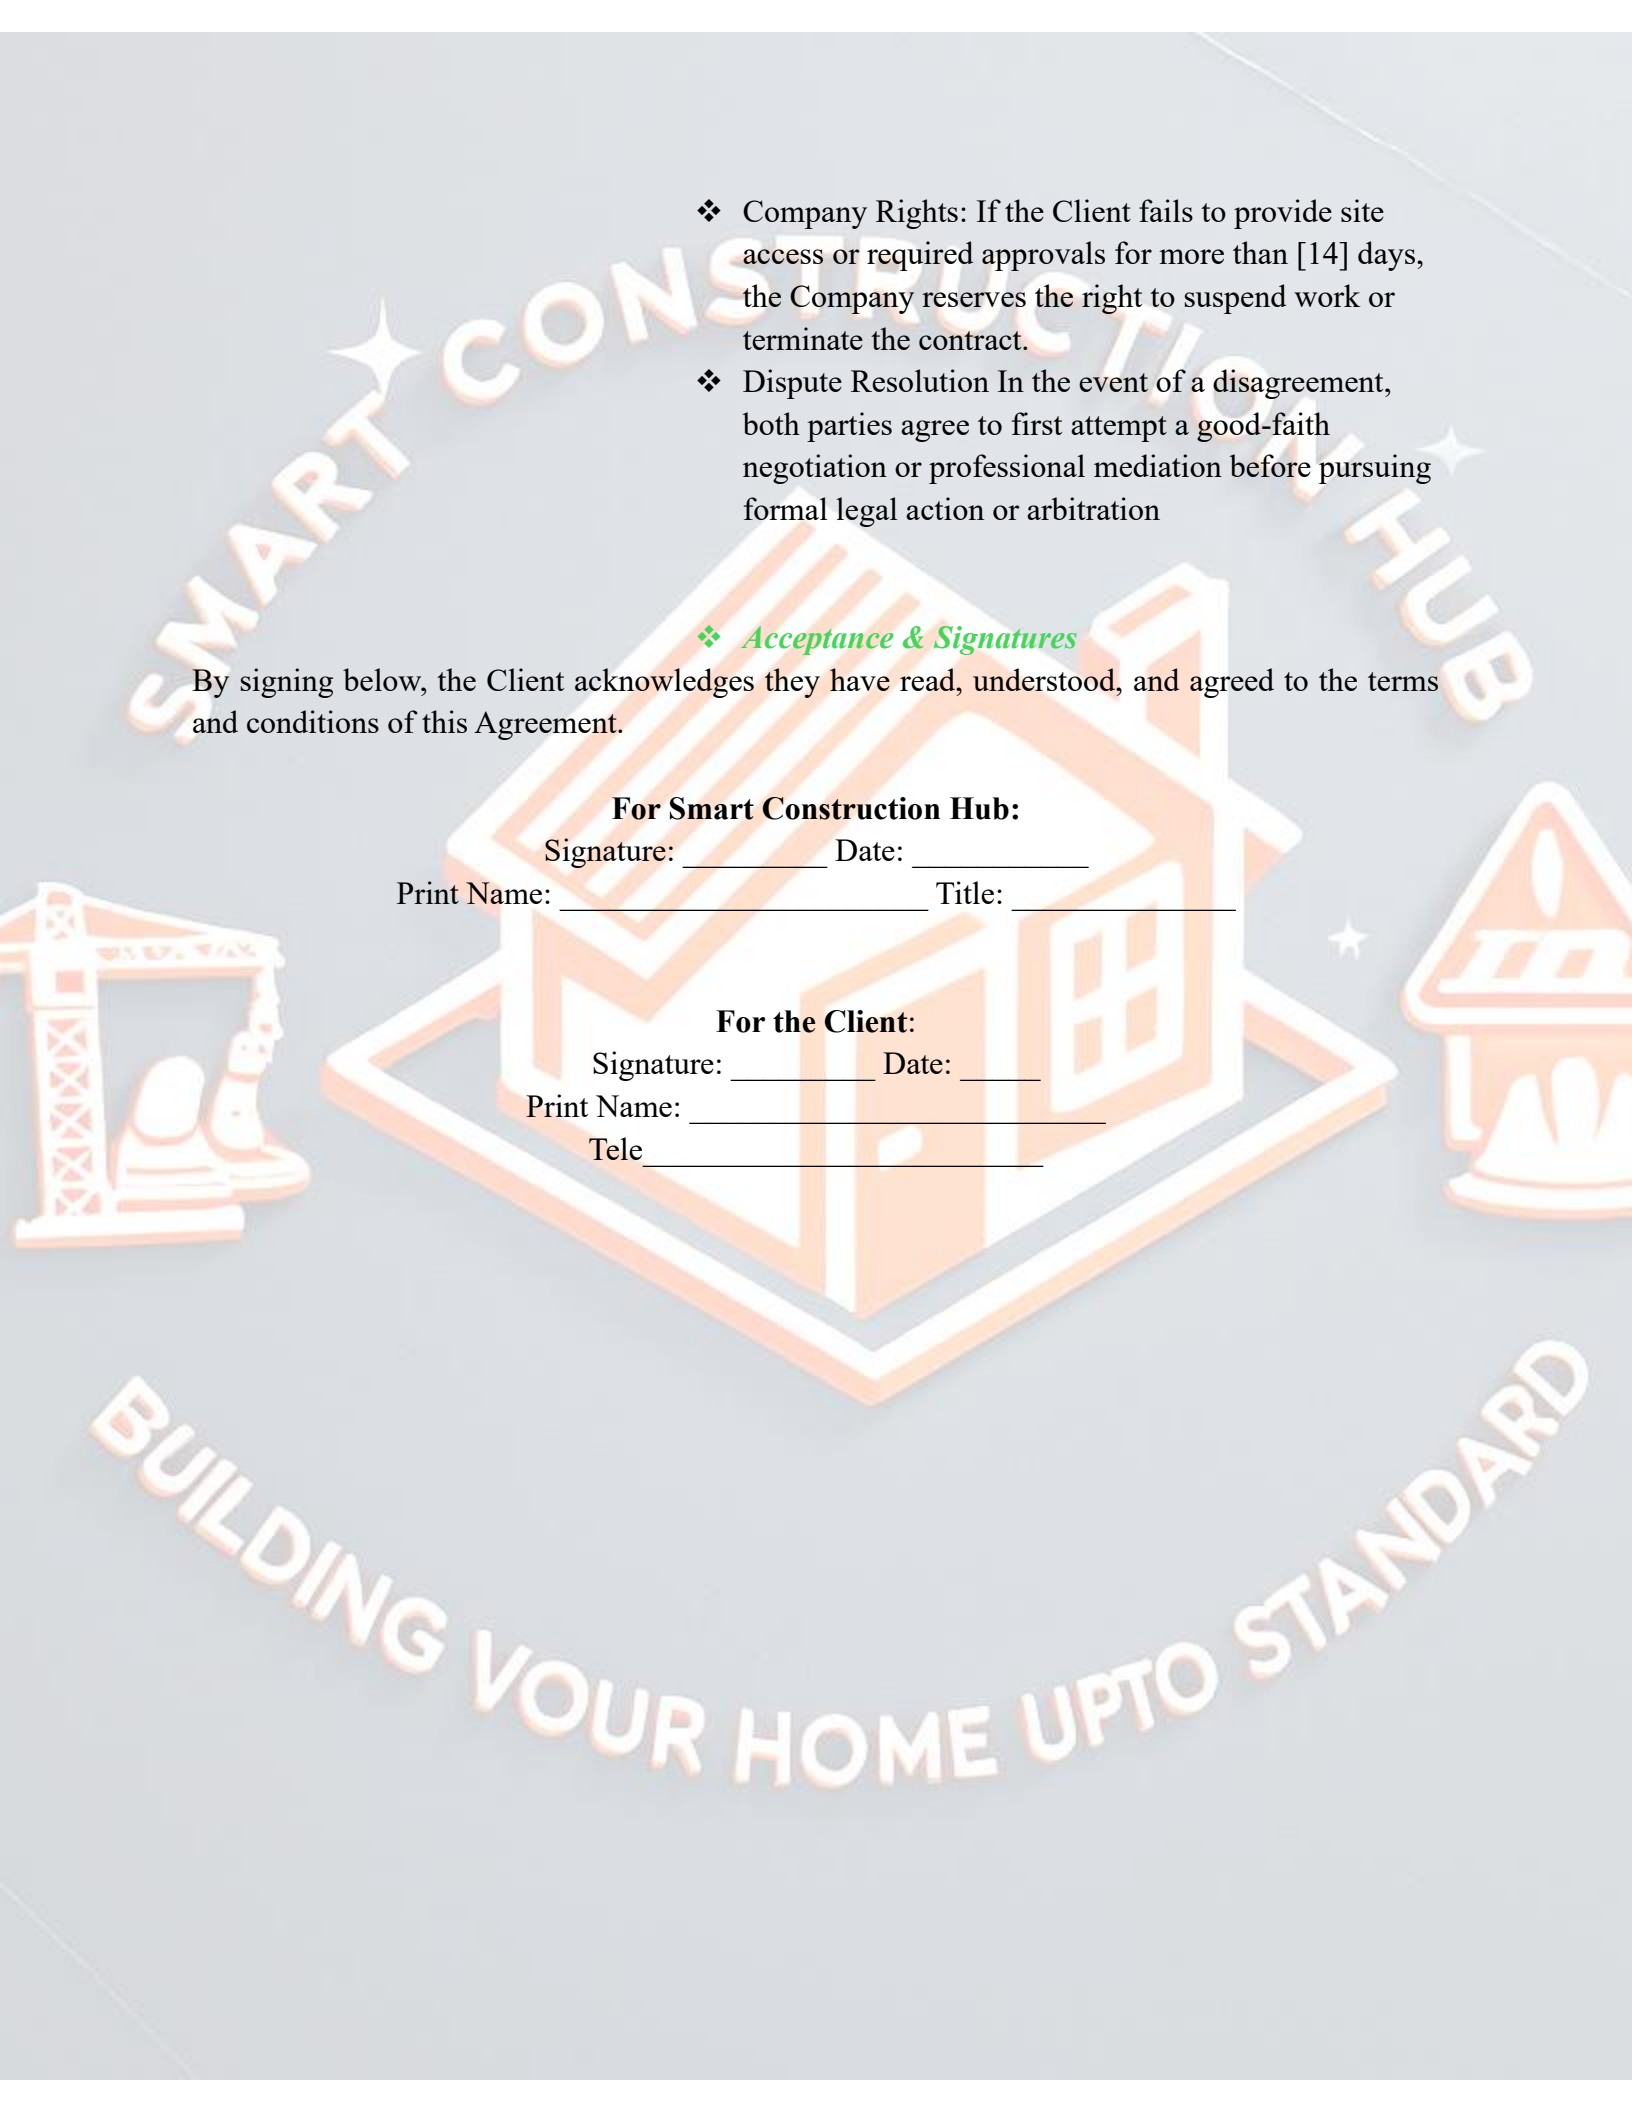 SMART CONSTRUCTION HUB
❖ Company Rights: If the Client fails to provide site
access or required approvals for more than [14] days,
the Company reserves the right to suspend work or
terminate the contract.
❖ Dispute Resolution In the event of a disagreement,
both parties agree to first attempt a good-faith
negotiation or professional mediation before pursuing
formal legal action or arbitration
❖ Acceptance & Signatures
By signing below, the Client acknowledges they have read, understood, and agreed to the terms
and conditions of this Agreement.
For Smart Construction Hub:
Signature: _________ Date: ___________
Print Name: _______________________ Title: ______________
For the Client:
Signature: _________ Date: _____
Print Name: __________________________
Tele_________________________
BUILDING YOUR HOME UPTO STANDARD